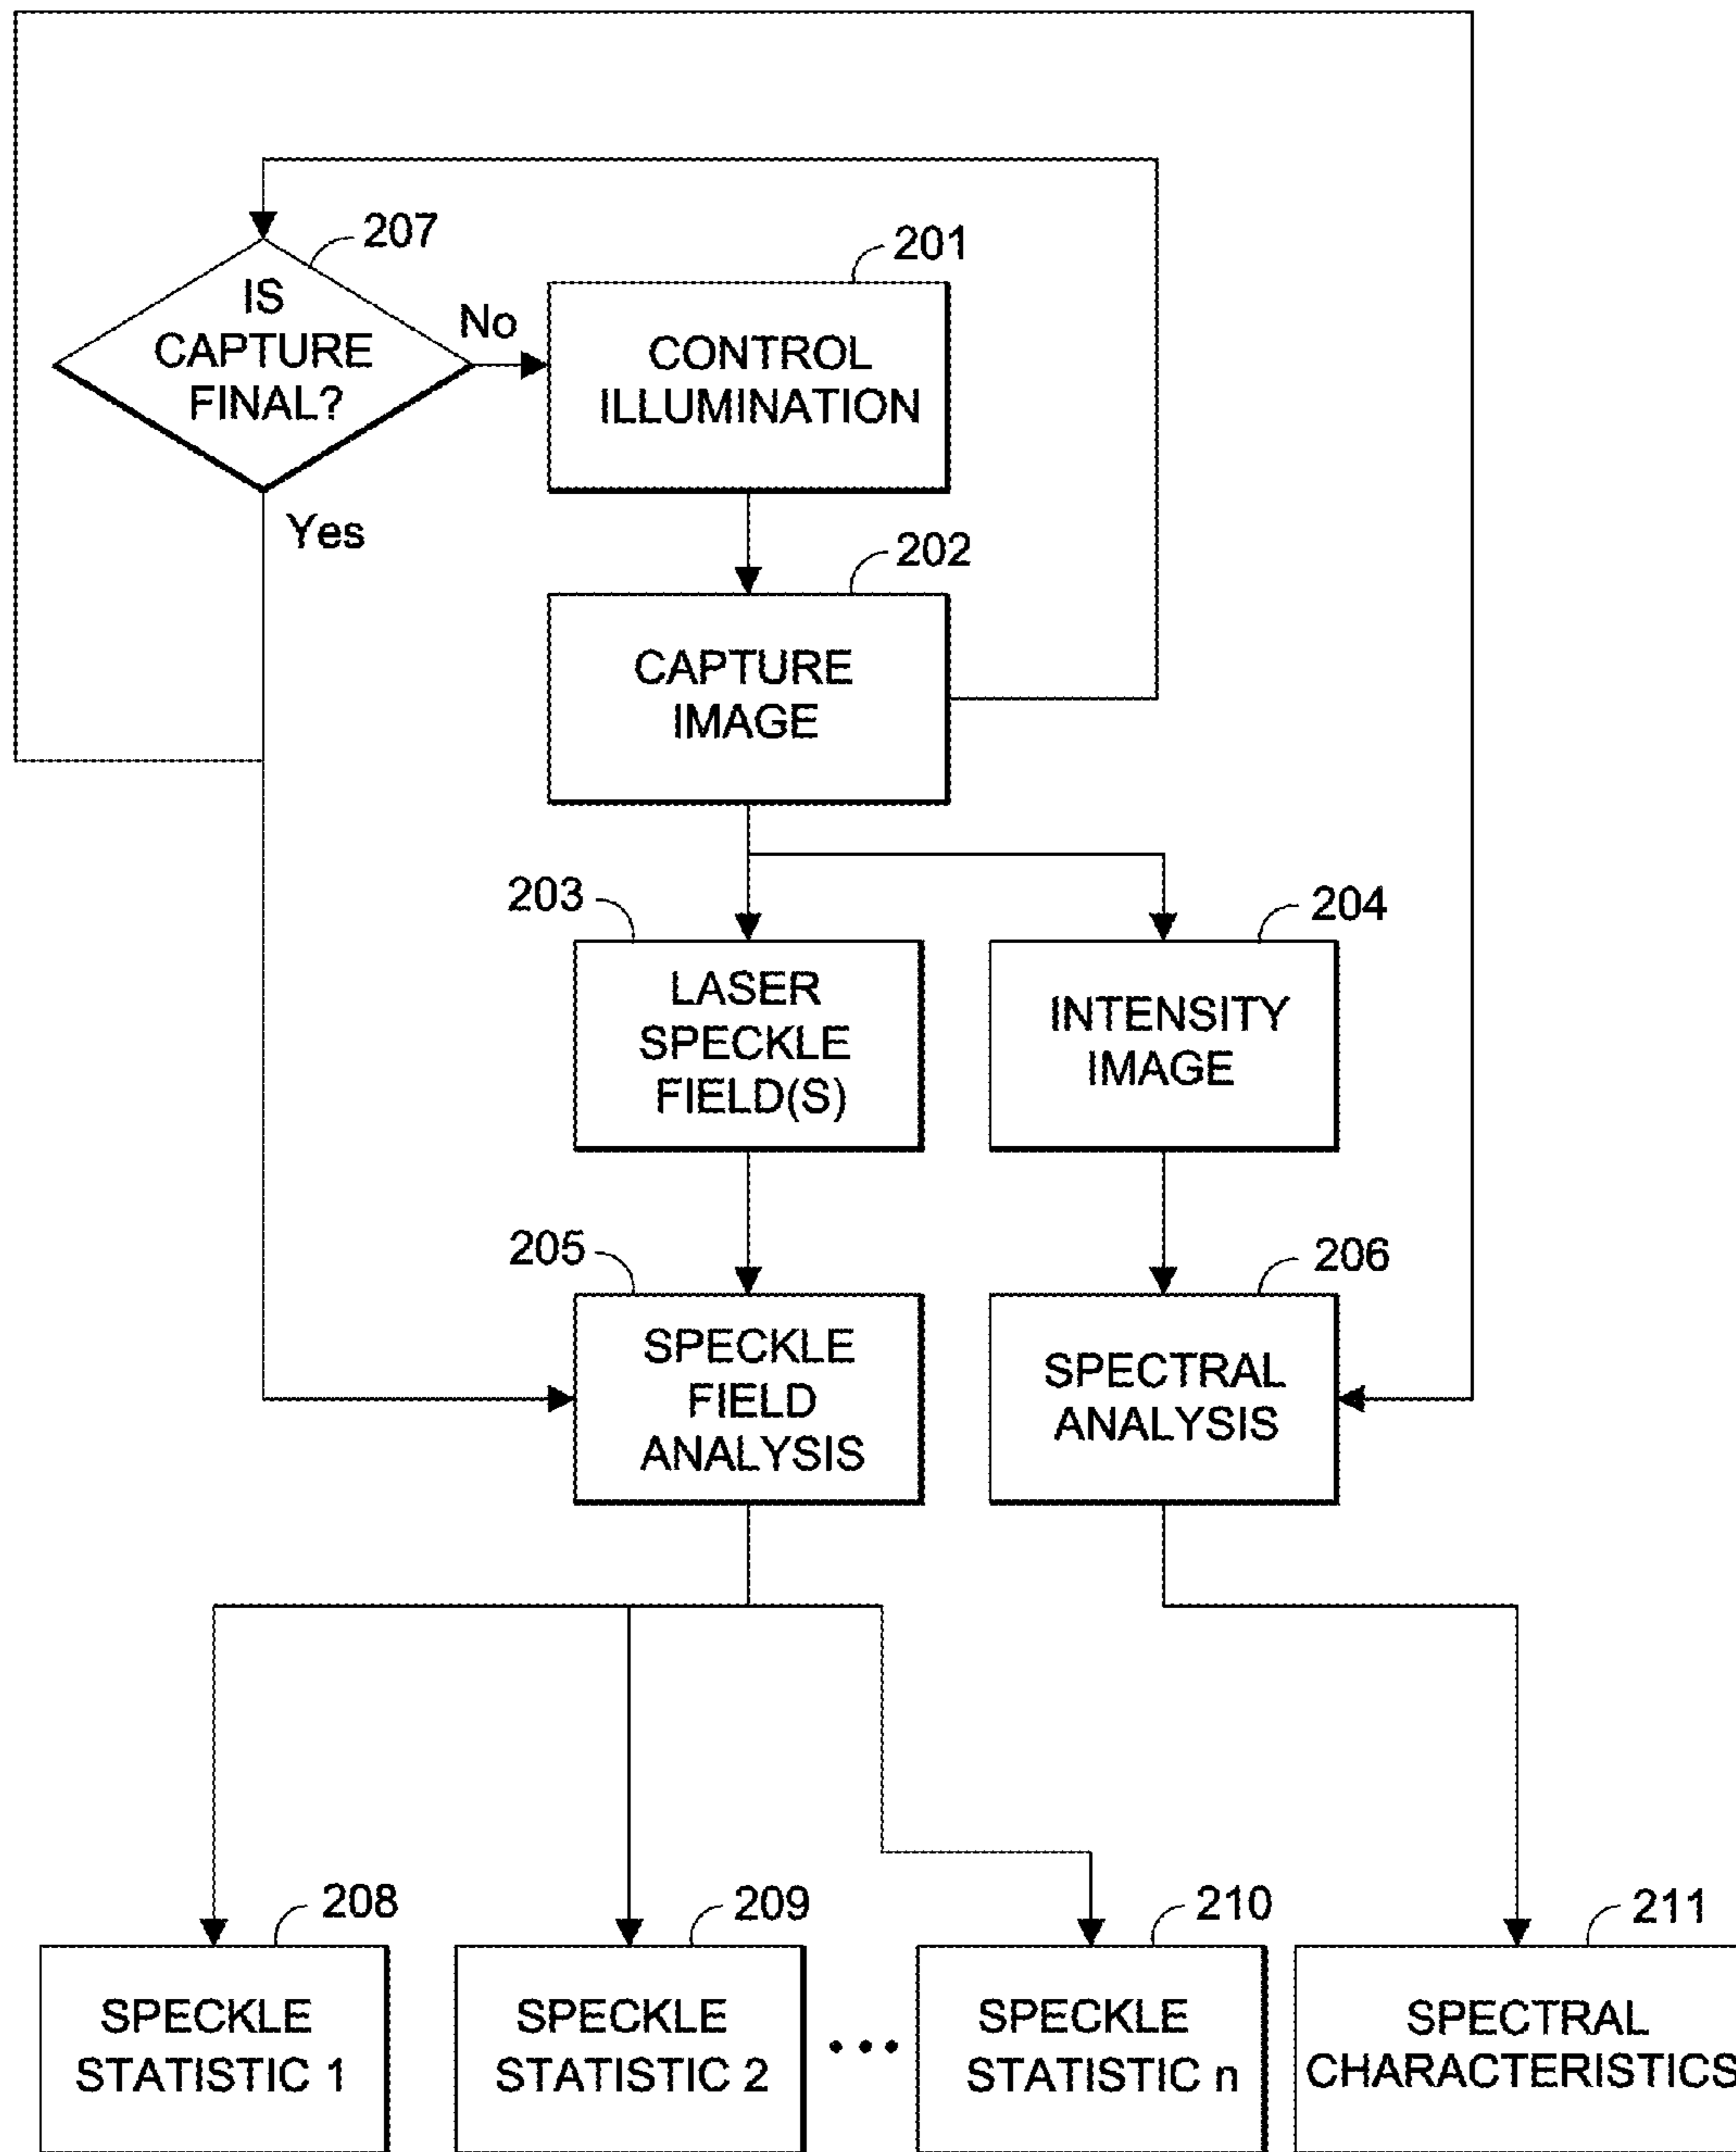 207
IS
CAPTURE
FINAL?
No
Yes
201
CONTROL
ILLUMINATION
202
CAPTURE
IMAGE
203
LASER
SPECKLE
FIELD(S)
204
INTENSITY
IMAGE
205
SPECKLE
FIELD
ANALYSIS
206
SPECTRAL
ANALYSIS
208
SPECKLE
STATISTIC 1
209
SPECKLE
STATISTIC 2
•••
210
SPECKLE
STATISTIC n
211
SPECTRAL
CHARACTERISTICS